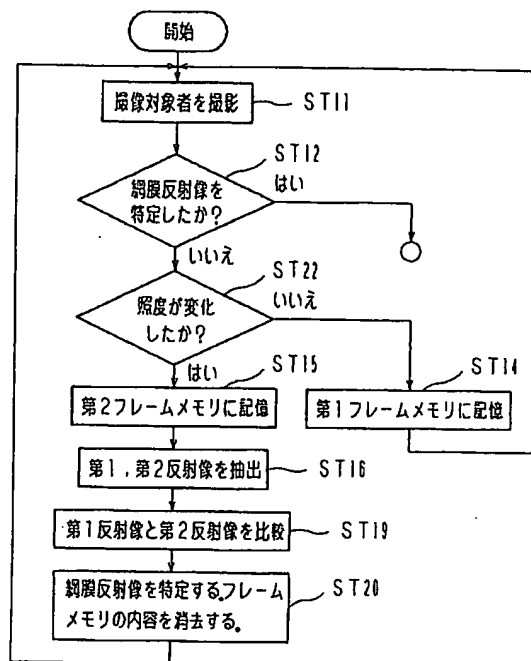 開始
撮像対象者を撮影
ST11
ST12
網膜反射像を
特定したか?
はい
いいえ
ST22
照度が変化
したか?
いいえ
はい
ST15
第2フレームメモリに記憶
ST14
第1フレームメモリに記憶
第1,第2反射像を抽出
ST16
第1反射像と第2反射像を比較
ST19
網膜反射像を特定する。フレーム
メモリの内容を消去する。
ST20